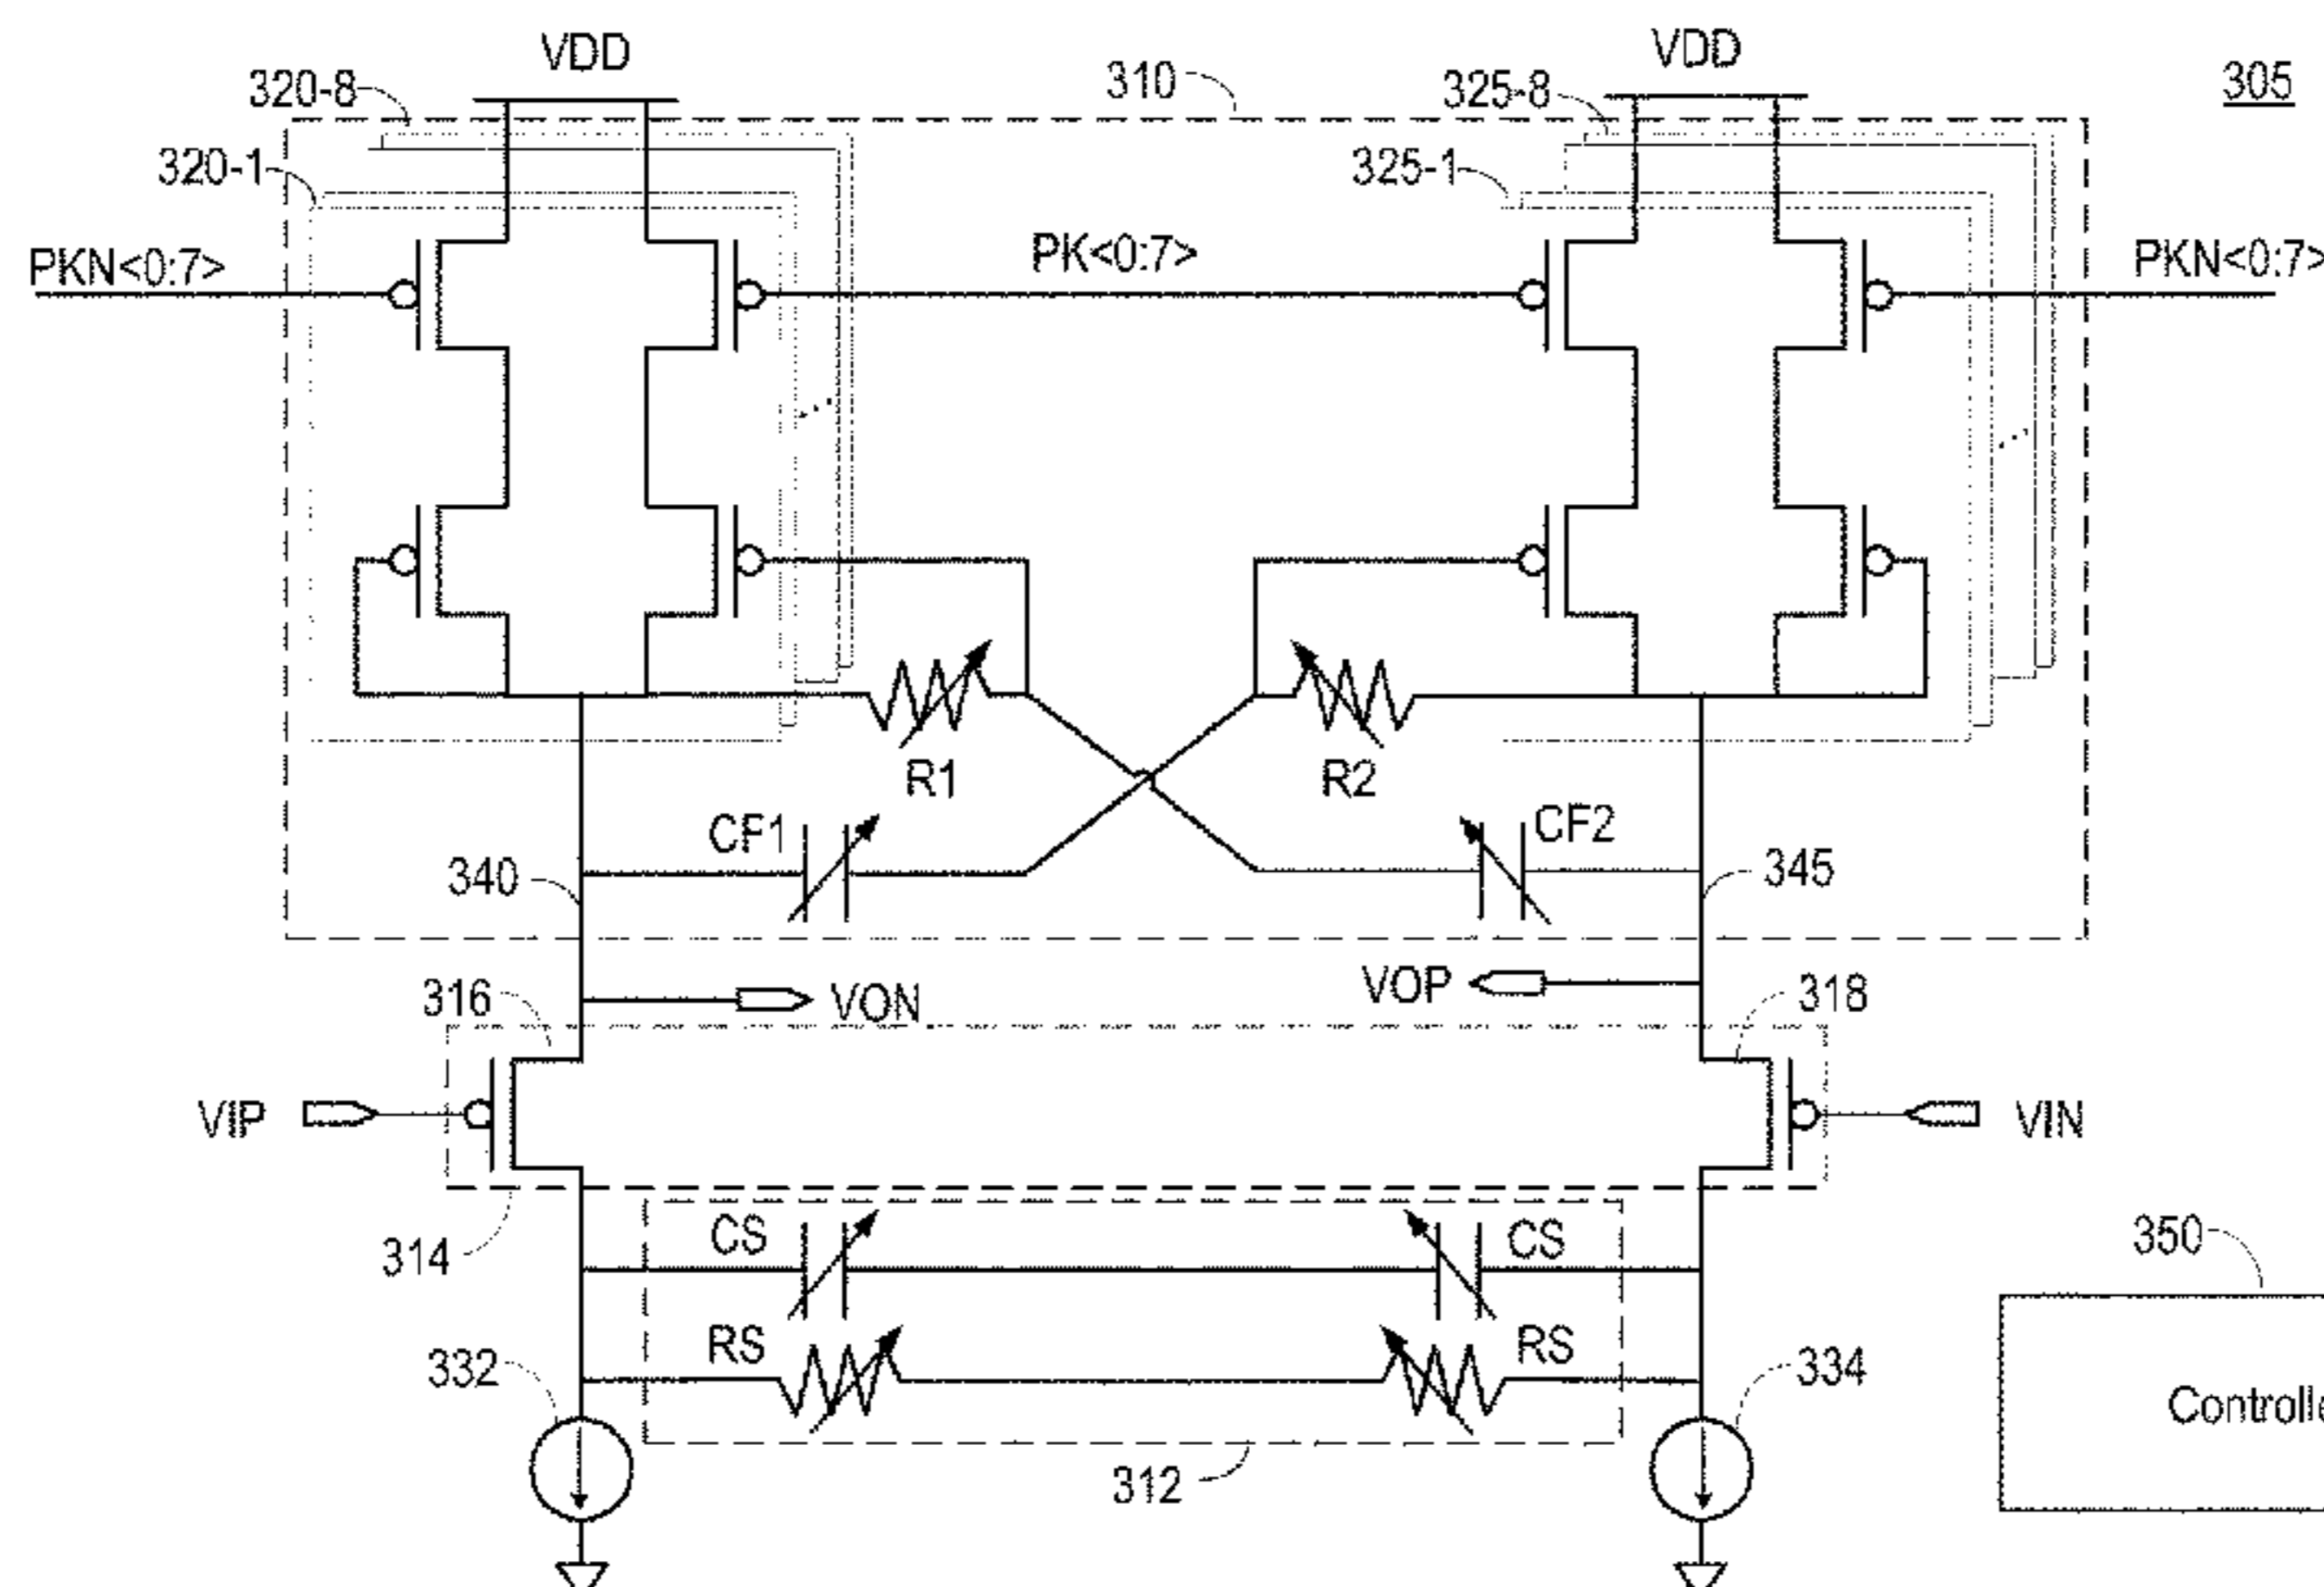 VDD
VDD
320-8
310
325-8
305
320-1
325-1
PKN<0:7>
PK<0:7>
PKN<0:7>
R1
R2
CF1
CF2
340
345
316
VON
VOP
318
VIP
VIN
314
CS
CS
350
332
RS
RS
334
312
Controlle